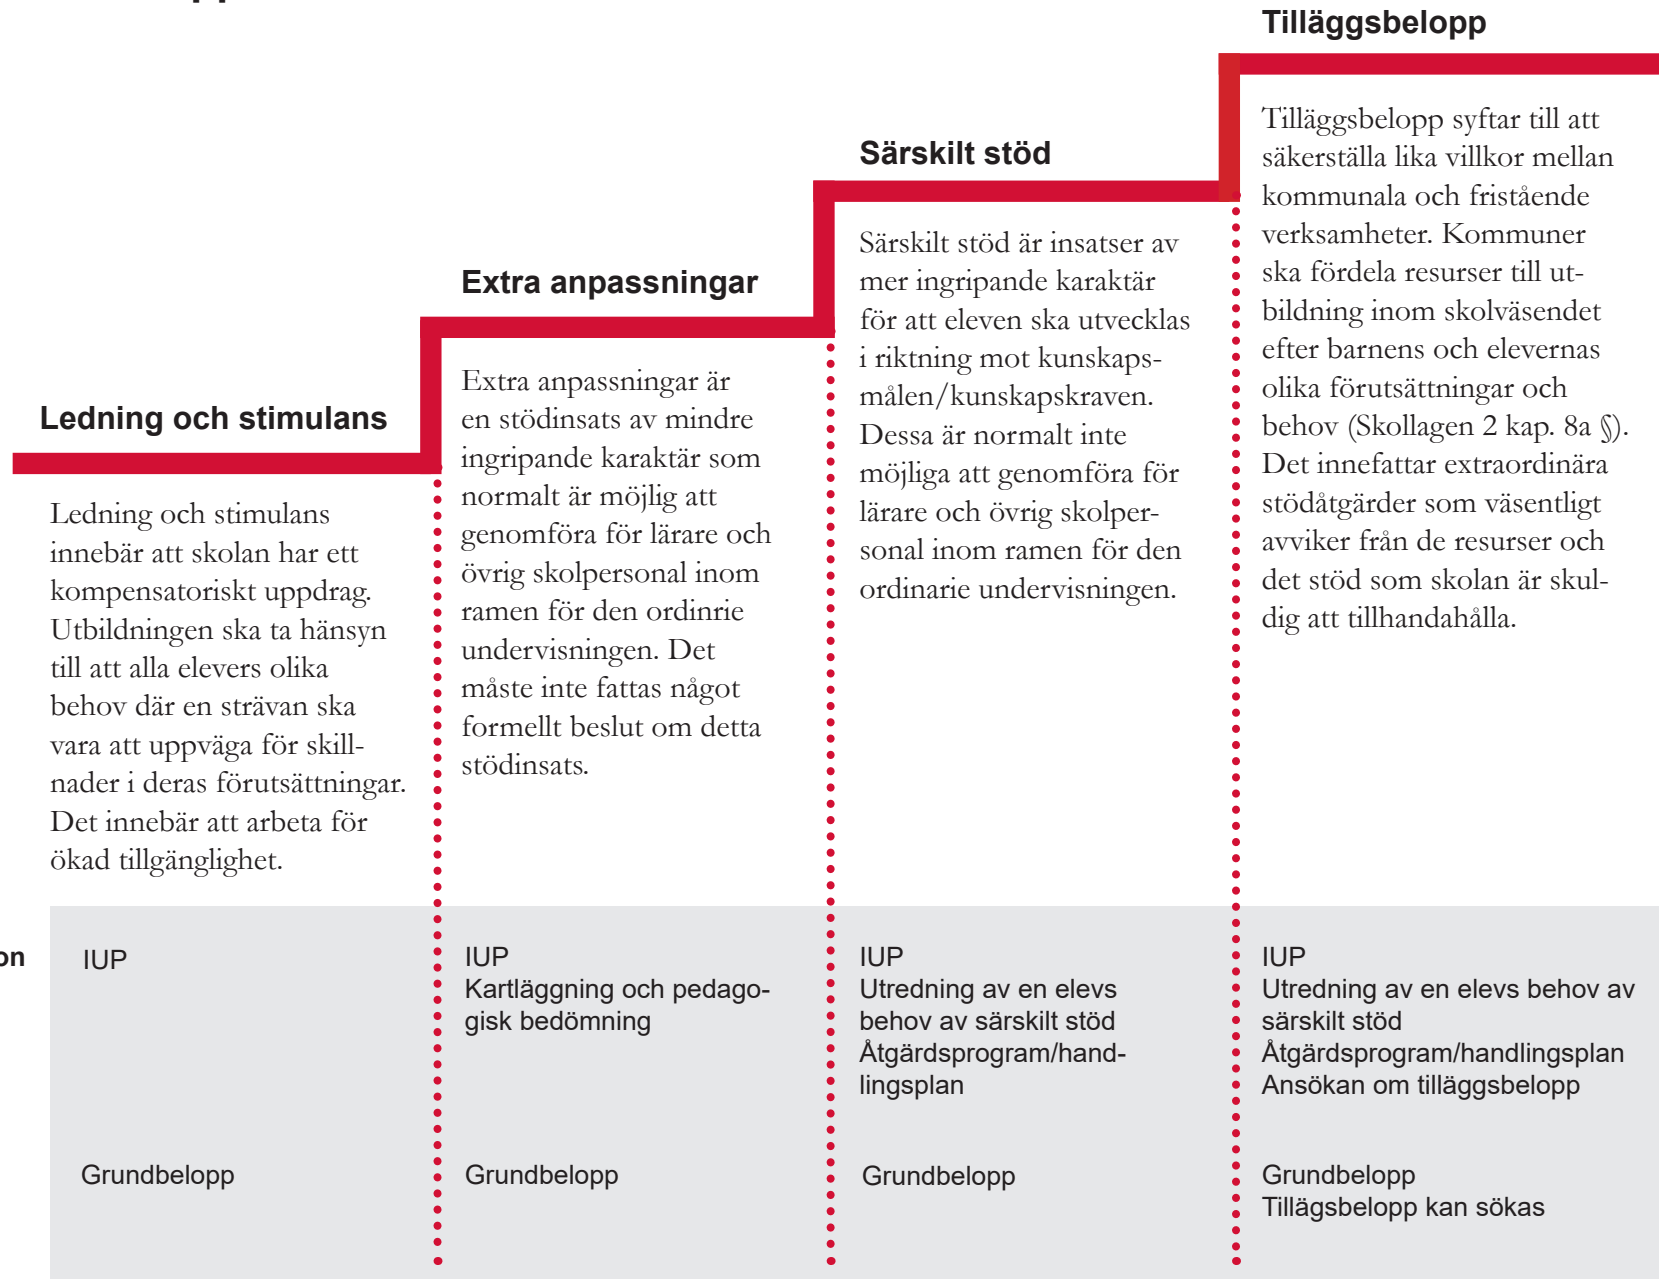 Tilläggsbelopp
Tilläggsbelopp syftar till att
säkerställa lika villkor mellan
kommunala och fristående
verksamheter. Kommuner
ska fördela resurser till ut-
bildning inom skolväsendet
efter barnens och elevernas
olika förutsättningar och
behov (Skollagen 2 kap. 8a §).
Det innefattar extraordinära
stödåtgärder som väsentligt
avviker från de resurser och
det stöd som skolan är skul-
dig att tillhandahålla.
Särskilt stöd
Särskilt stöd är insatser av
mer ingripande karaktär
för att eleven ska utvecklas
i riktning mot kunskaps-
målen/kunskapskraven.
Dessa är normalt inte
möjliga att genomföra för
lärare och övrig skolper-
sonal inom ramen för den
ordinarie undervisningen.
Extra anpassningar
Extra anpassningar är
en stödinsats av mindre
ingripande karaktär som
normalt är möjlig att
genomföra för lärare och
övrig skolpersonal inom
ramen för den ordinrie
undervisningen. Det
måste inte fattas något
formellt beslut om detta
stödinsats.
Ledning och stimulans
Ledning och stimulans
innebär att skolan har ett
kompensatoriskt uppdrag.
Utbildningen ska ta hänsyn
till att alla elevers olika
behov där en strävan ska
vara att uppväga för skill-
nader i deras förutsättningar.
Det innebär att arbeta för
ökad tillgänglighet.
on
IUP
IUP
Kartläggning och pedago-
gisk bedömning
IUP
Utredning av en elevs
behov av särskilt stöd
Åtgärdsprogram/hand-
lingsplan
IUP
Utredning av en elevs behov av
särskilt stöd
Åtgärdsprogram/handlingsplan
Ansökan om tilläggsbelopp
Grundbelopp
Grundbelopp
Grundbelopp
Grundbelopp
Tillägsbelopp kan sökas